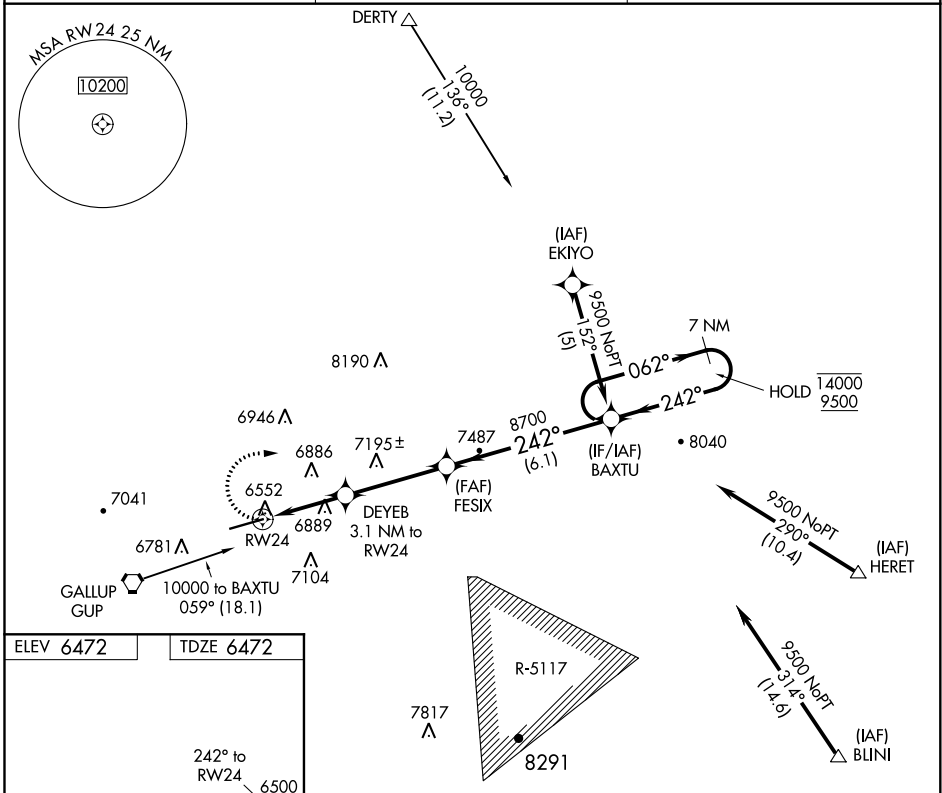 DERTY
MSA RW24 25 NM
10200
10000
136°
(11.2)
(IAF)
EKIYO
9500 NoPT
152°
(5)
7 NM
062°
242°
HOLD 14000
9500
8190
6946
6886
7195±
7487
8700
242°
(6.1)
(IF/IAF)
BAXTU
8040
7041
6552
6889
DEYEB
3.1 NM to
RW24
(FAF)
FESIX
RW24
6781
7104
GALLUP
GUP
10000 to BAXTU
059° (18.1)
9500 NoPT
290°
(10.4)
(IAF)
HERET
ELEV 6472
TDZE 6472
R-5117
7817
8291
9500 NoPT
314°
(14.6)
(IAF)
BLINI
242° to
RW24
6500